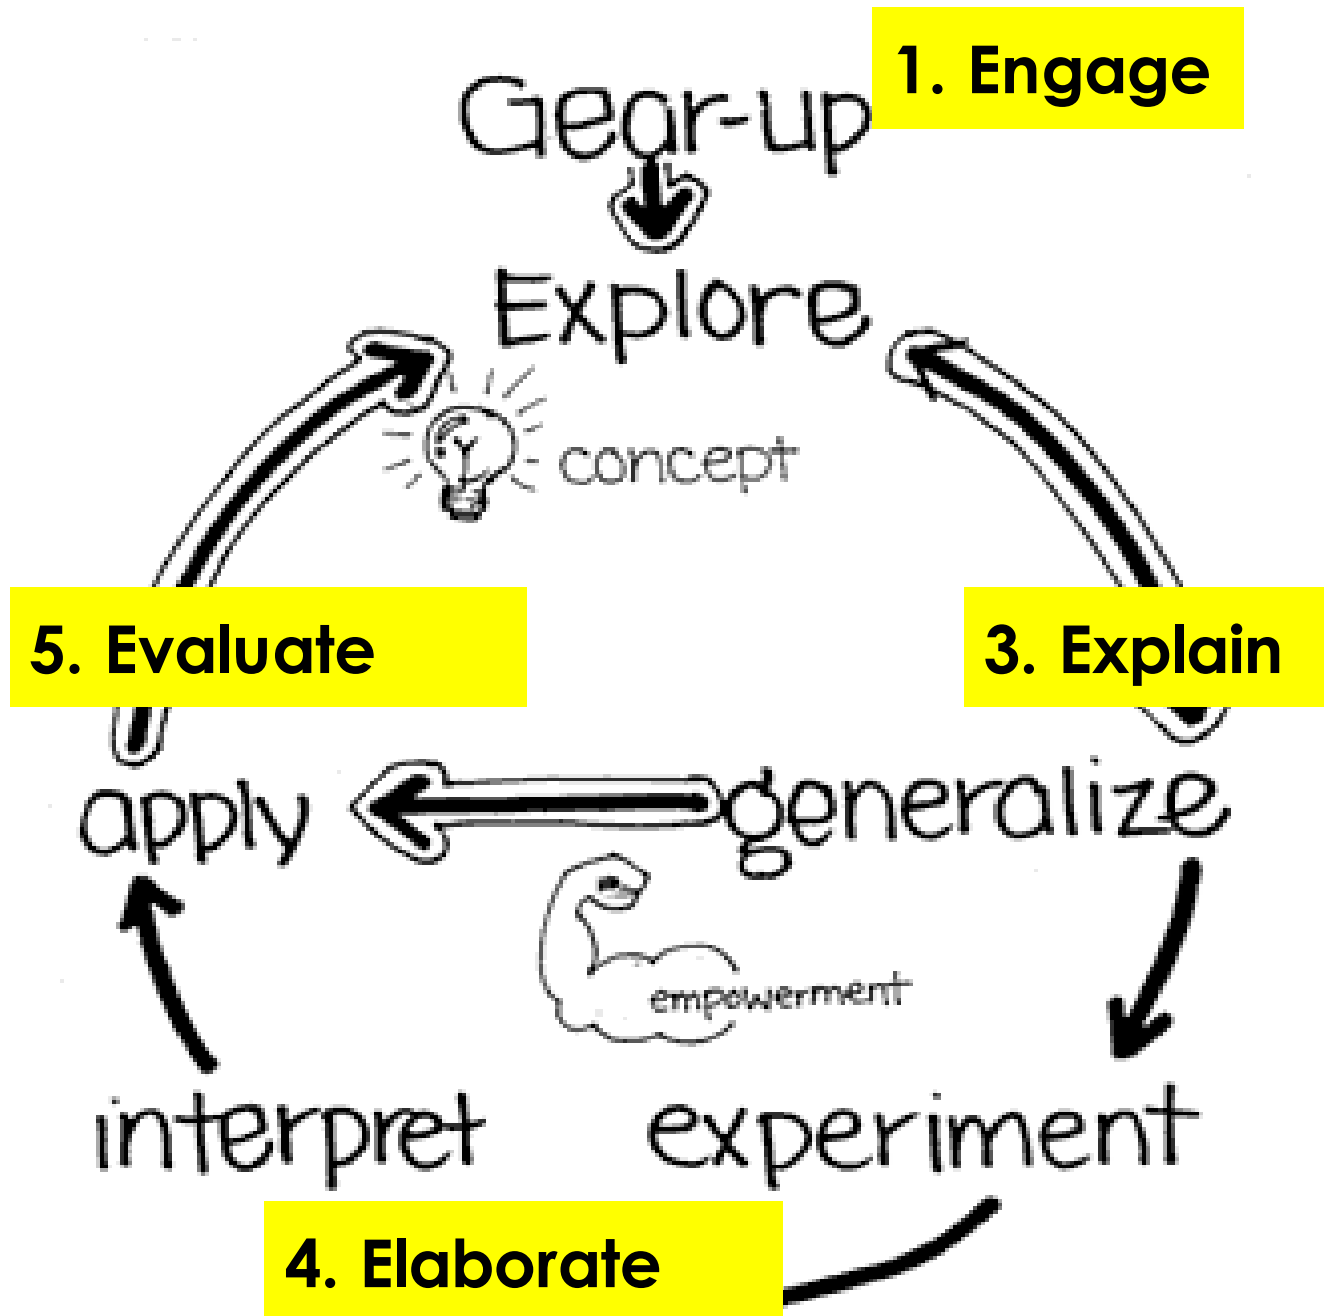 1. Engage
Gear-up
Explore
concept
5. Evaluate
3. Explain
apply
generalize
empowerment
interpret
experiment
4. Elaborate